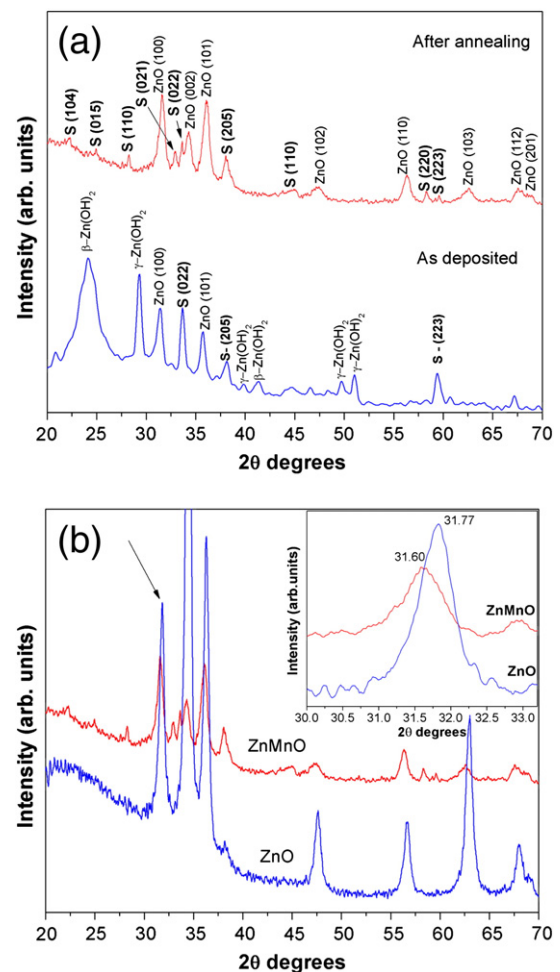 (a)
After annealing
S (104)
S (015)
S (110)
S (021)
ZnO (100)
S (022)
ZnO (002)
ZnO (101)
S (205)
S (110)
ZnO (102)
ZnO (110)
S (220)
S (223)
ZnO (103)
ZnO (112)
ZnO (201)
As deposited
β–Zn(OH)2
γ–Zn(OH)2
ZnO (100)
S (022)
ZnO (101)
S- (205)
γ–Zn(OH)2
β–Zn(OH)2
γ–Zn(OH)2
γ–Zn(OH)2
S - (223)
Intensity (arb. units)
20 25 30 35 40 45 50 55 60 65 70
2θ degrees
(b)
Intensity (arb. units)
ZnMnO
ZnO
20 25 30 35 40 45 50 55 60 65 70
2θ degrees
31.77
31.60
ZnMnO
ZnO
Intensity (arb.units)
30.0 30.5 31.0 31.5 32.0 32.5 33.0
2θ degrees